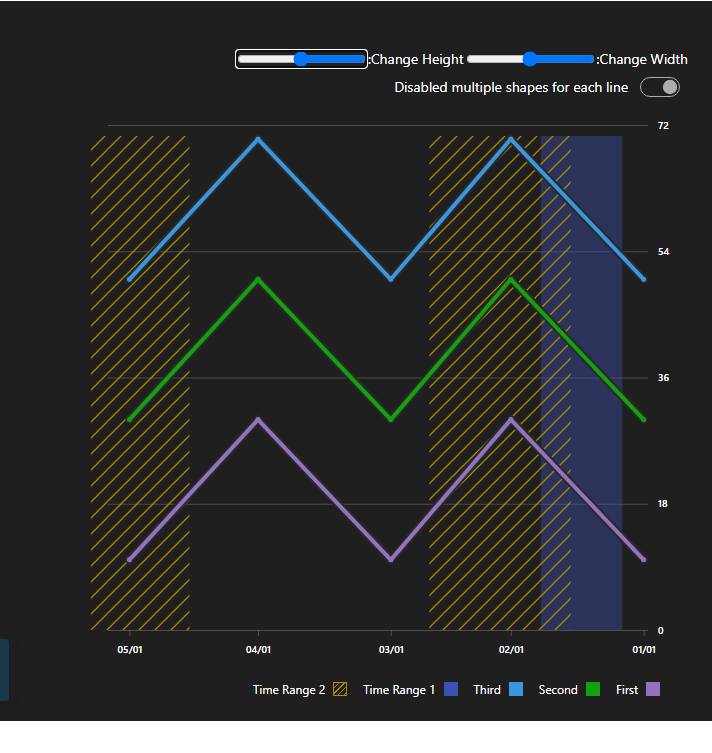 :Change Height :Change Width
Disabled multiple shapes for each line
72
54
36
18
0
05/01 04/01 03/01 02/01 01/01
Time Range 2 Time Range 1 Third Second First